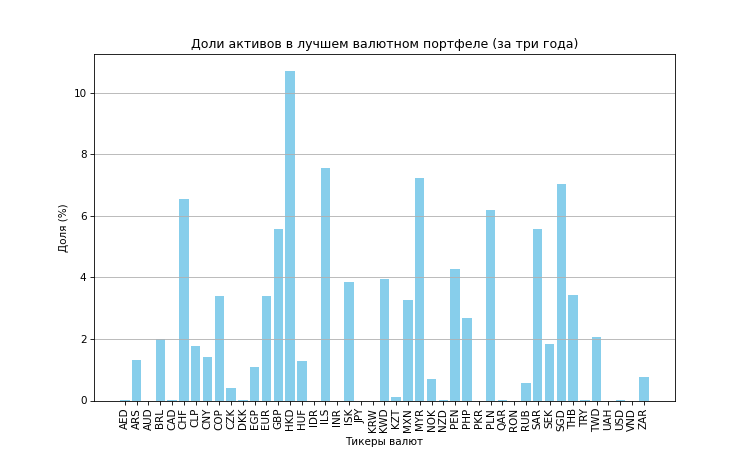 Доли активов в лучшем валютном портфеле (за три года)
Доля (%)
10
8
6
4
2
0
AED ARS AUD BRL CAD CHF CLP CNY COP CZK DKK EGP EUR GBP HKD HUF IDR ILS INR ISK JPY KRW KWD KZT MXN MYR NOK NZD PEN PHP PKR PLN QAR RON RUB SAR SEK SGD THB TRY TWD UAH USD VND ZAR
Тикеры валют